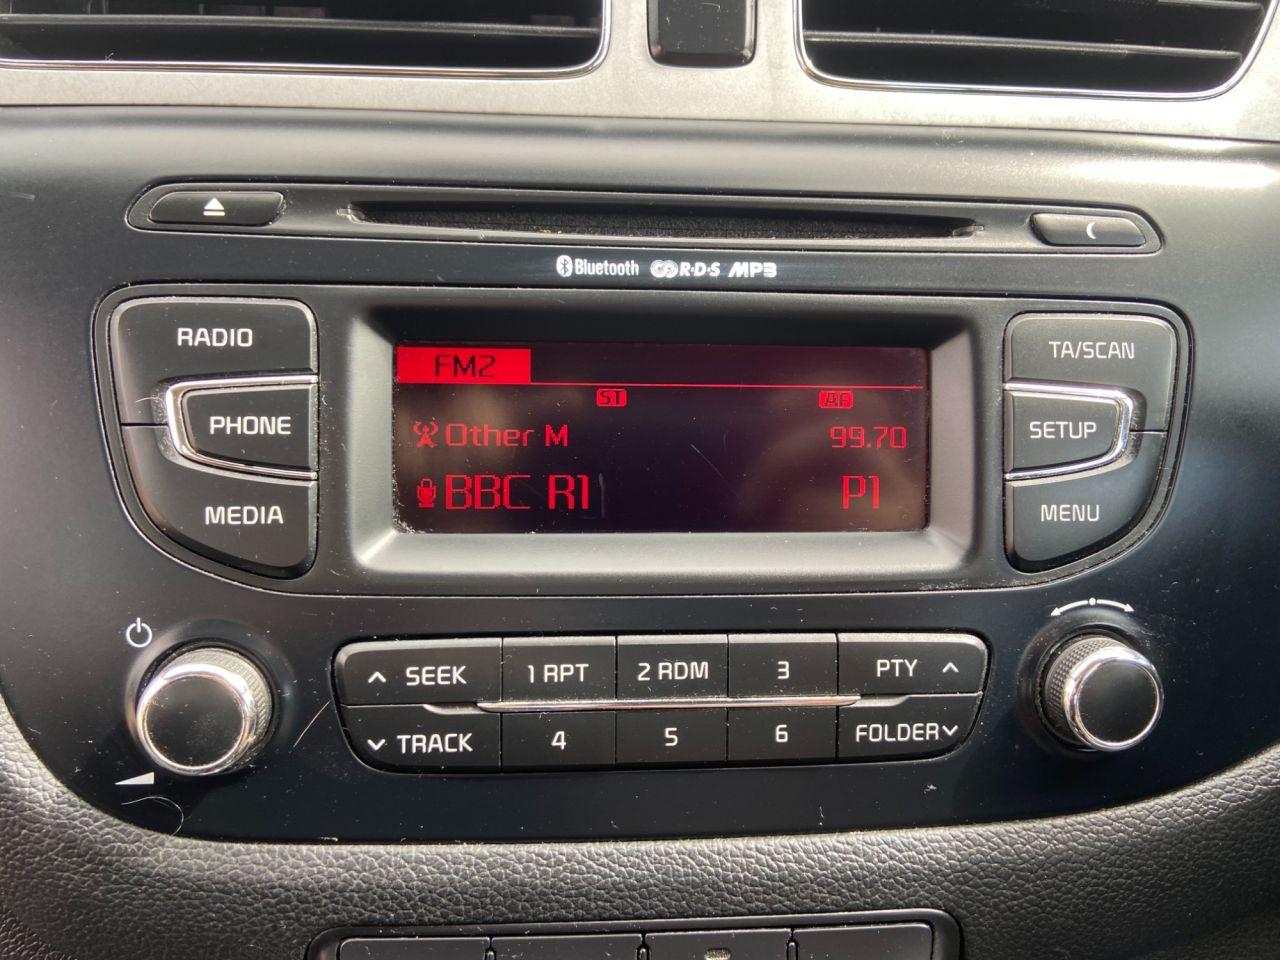 Bluetooth R·D·S MP3
RADIO
PHONE
MEDIA
FM2
ST AF
Other M 99.70
BBC R1 P1
TA/SCAN
SETUP
MENU
SEEK 1 RPT 2 RDM 3 PTY
TRACK 4 5 6 FOLDER